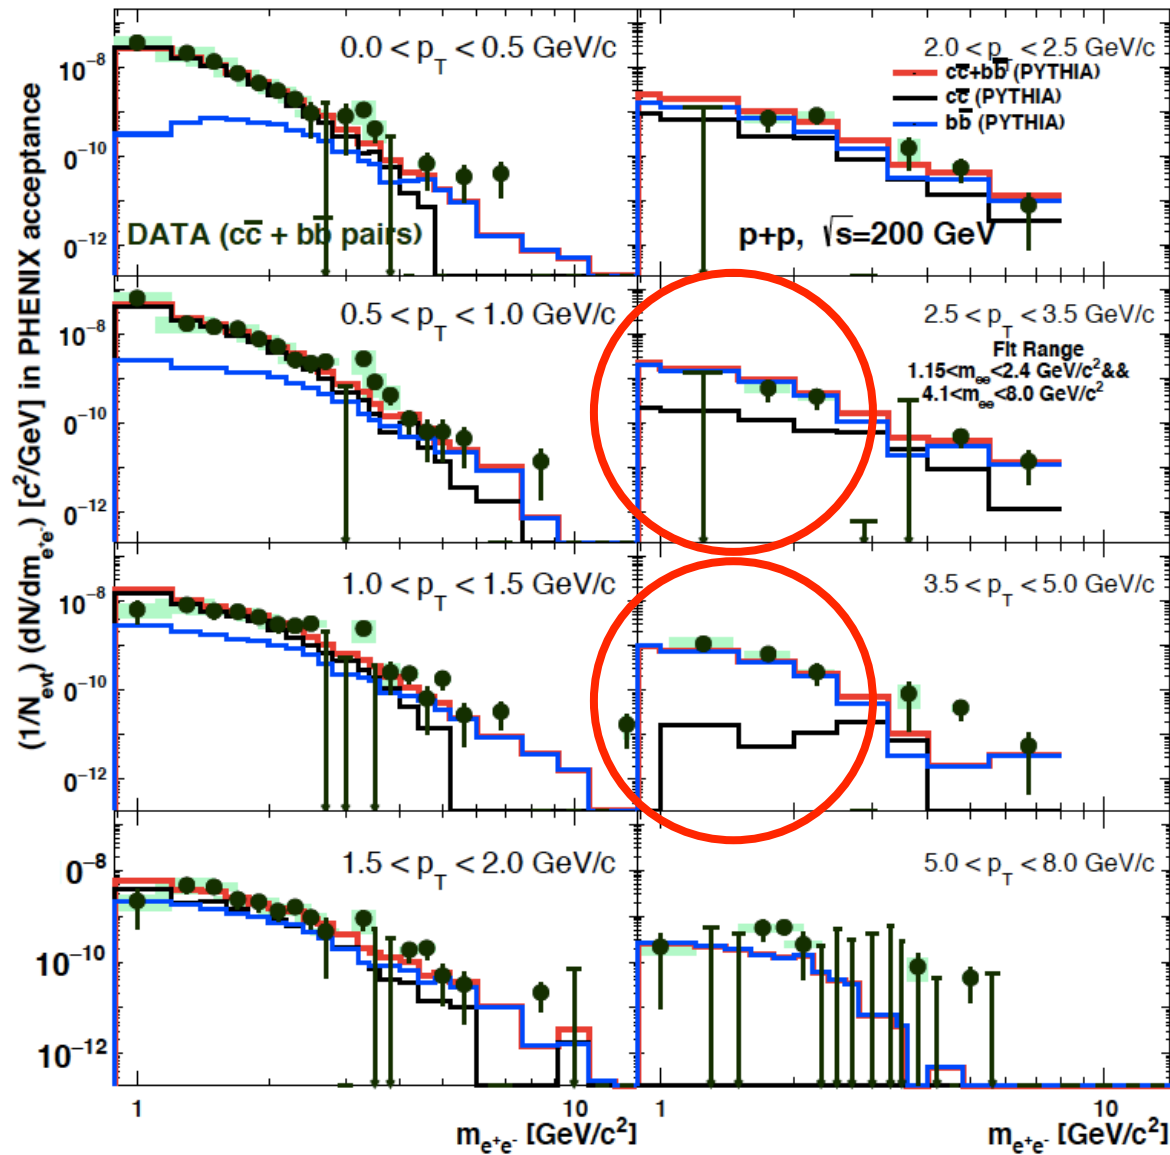 (1/N_evt) (dN/dm_e+e-) [c²/GeV] in PHENIX acceptance
0.0 < p_T < 0.5 GeV/c
10⁻⁸
0⁻¹⁰
0⁻¹²
DATA (cc̅ + bb̅ pairs)
2.0 < p_T < 2.5 GeV/c
cc̅+bb̅ (PYTHIA)
cc̅ (PYTHIA)
bb̅ (PYTHIA)
p+p, √s=200 GeV
0.5 < p_T < 1.0 GeV/c
10⁻⁸
0⁻¹⁰
0⁻¹²
2.5 < p_T < 3.5 GeV/c
Fit Range
1.15<m_ee<2.4 GeV/c²&&
4.1<m_ee<8.0 GeV/c²
1.0 < p_T < 1.5 GeV/c
10⁻⁸
0⁻¹⁰
0⁻¹²
3.5 < p_T < 5.0 GeV/c
1.5 < p_T < 2.0 GeV/c
0⁻⁸
10⁻¹⁰
10⁻¹²
5.0 < p_T < 8.0 GeV/c
1 10 1 10
m_e+e- [GeV/c²] m_e+e- [GeV/c²]